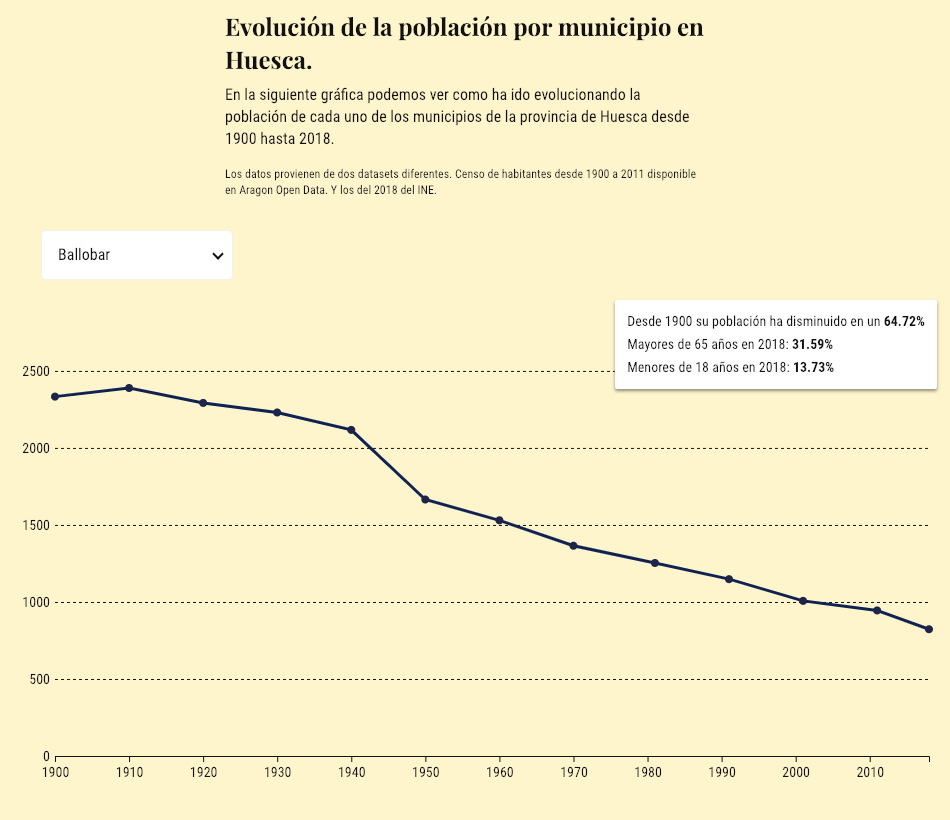 Evolución de la población por municipio en
Huesca.
En la siguiente gráfica podemos ver como ha ido evolucionando la
población de cada uno de los municipios de la provincia de Huesca desde
1900 hasta 2018.
Los datos provienen de dos datasets diferentes. Censo de habitantes desde 1900 a 2011 disponible
en Aragon Open Data. Y los del 2018 del INE.
Ballobar
Desde 1900 su población ha disminuido en un 64.72%
Mayores de 65 años en 2018: 31.59%
Menores de 18 años en 2018: 13.73%
2500
2000
1500
1000
500
0
1900 1910 1920 1930 1940 1950 1960 1970 1980 1990 2000 2010